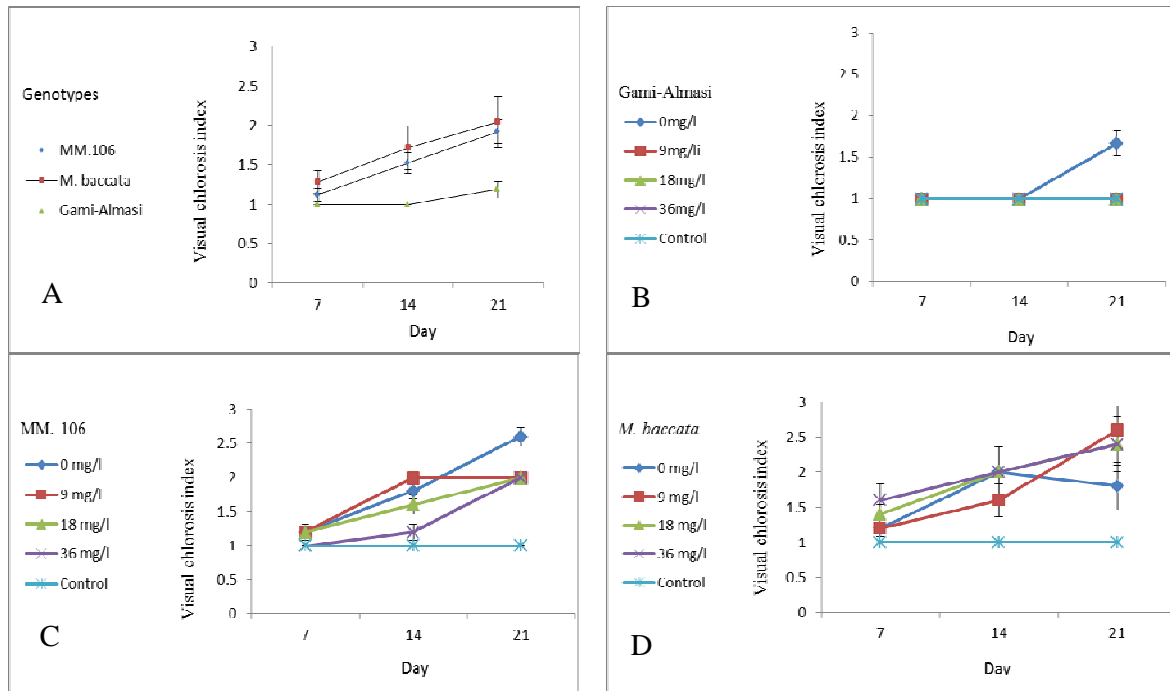 A
Genotypes
MM.106
M. baccata
Gami-Almasi
Visual chlorosis index
3
2.5
2
1.5
1
0.5
0
7
14
21
Day
B
Gami-Almasi
0mg/l
9mg/li
18mg/l
36mg/l
Control
Visual chlorosis index
3
2.5
2
1.5
1
0.5
0
7
14
21
Day
C
MM. 106
0 mg/l
9 mg/l
18 mg/l
36 mg/l
Control
Visual chlorosis index
3
2.5
2
1.5
1
0.5
0
7
14
21
Day
D
M. baccata
0 mg/l
9 mg/l
18 mg/l
36 mg/l
Control
Visual chlorosis index
3
2.5
2
1.5
1
0.5
0
7
14
21
Day